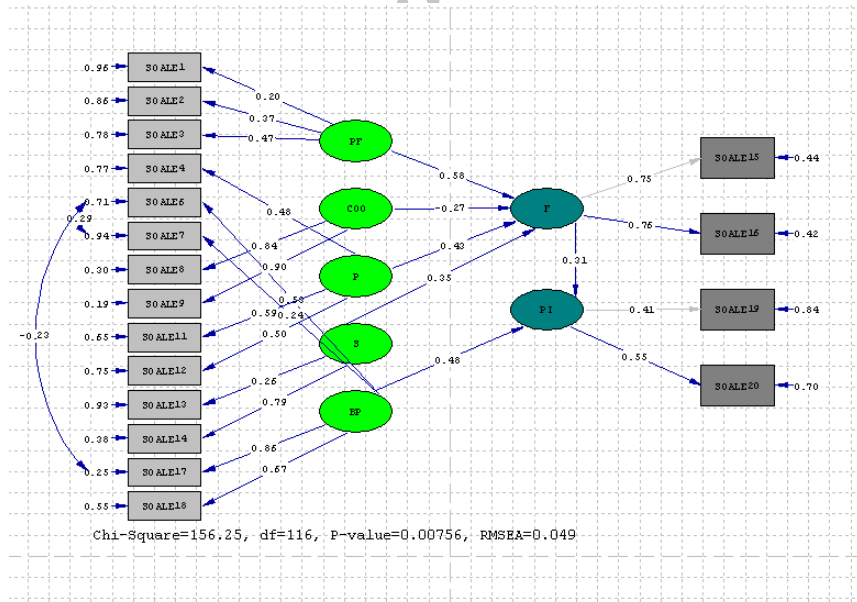 0.96 SOALE1
0.20
0.86 SOALE2
0.37
0.78 SOALE3 0.47 PF
0.77 SOALE4 SOALE15 0.44
0.58 0.75
0.71 SOALE6 0.48 COO -0.27 F
0.29
0.94 SOALE7 0.76 SOALE16 0.42
0.84 0.43
0.30 SOALE8 0.90 P 0.35 0.31
0.19 SOALE9
0.59 0.24 PI 0.41 SOALE19 0.84
-0.23 0.65 SOALE11 0.50 S
0.75 SOALE12 0.48 0.55
0.26 SOALE20 0.70
0.93 SOALE13 0.79 BP
0.38 SOALE14
0.86
0.25 SOALE17 0.67
0.55 SOALE18
Chi-Square=156.25, df=116, P-value=0.00756, RMSEA=0.049